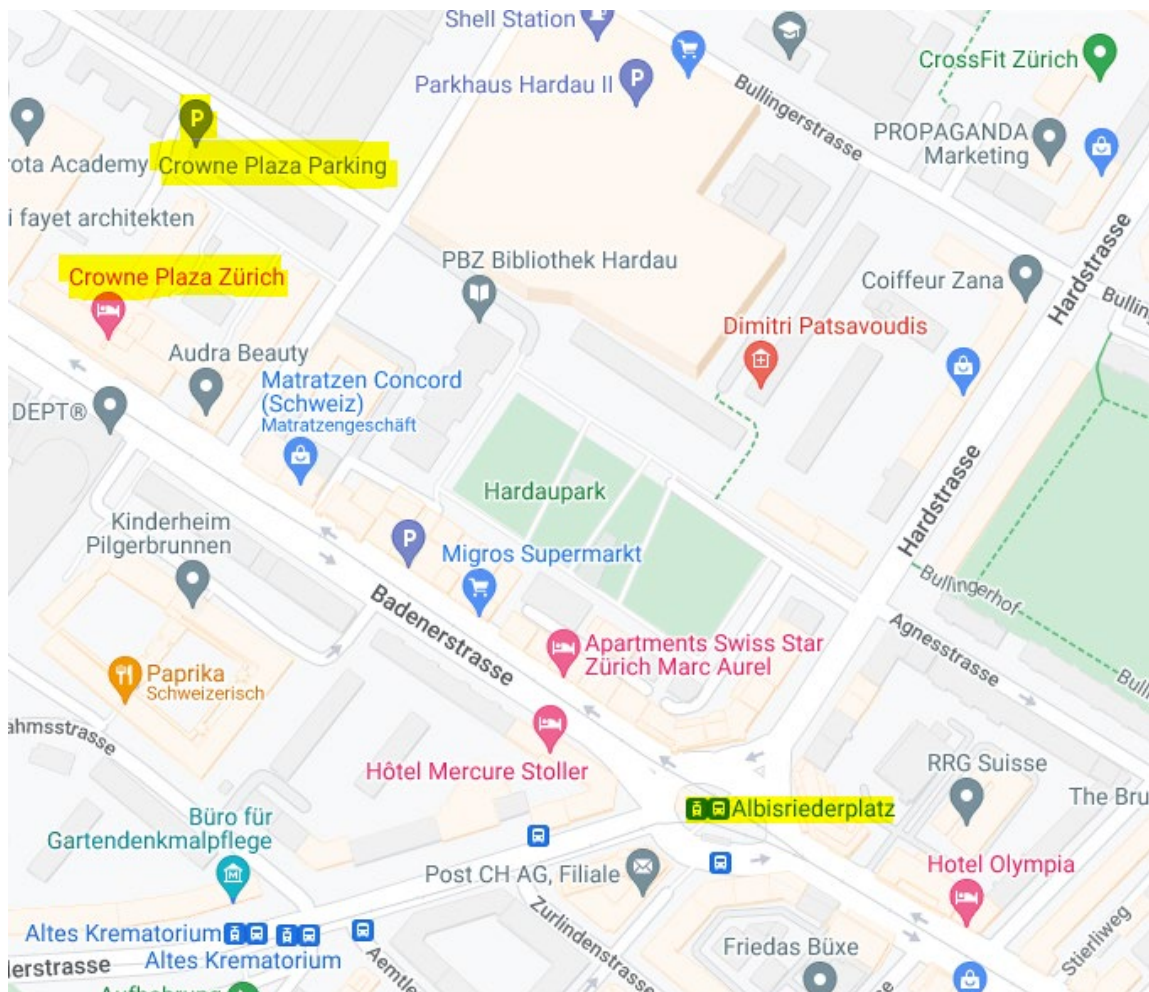 Shell Station
CrossFit Zürich
Parkhaus Hardau II
P
Bullingerstrasse
P
PROPAGANDA
Marketing
rota Academy
Crowne Plaza Parking
i fayet architekten
Hardstrasse
Crowne Plaza Zürich
PBZ Bibliothek Hardau
Coiffeur Zana
Bulling
Dimitri Patsavoudis
Audra Beauty
Matratzen Concord
(Schweiz)
Matratzengeschäft
DEPT®
Hardaupark
Hardstrasse
Kinderheim
Pilgerbrunnen
P
Migros Supermarkt
Bullingerhof
Badenerstrasse
Agnesstrasse
Apartments Swiss Star
Zürich Marc Aurel
Bulli
Paprika
Schweizerisch
ahmsstrasse
Hôtel Mercure Stoller
RRG Suisse
The Bru
Albisriederplatz
Büro für
Gartendenkmalpflege
M
Post CH AG, Filiale
Hotel Olympia
Zurlindenstrasse
Altes Krematorium
Altes Krematorium
Friedas Büxe
Stierliweg
lerstrasse
Aemtle